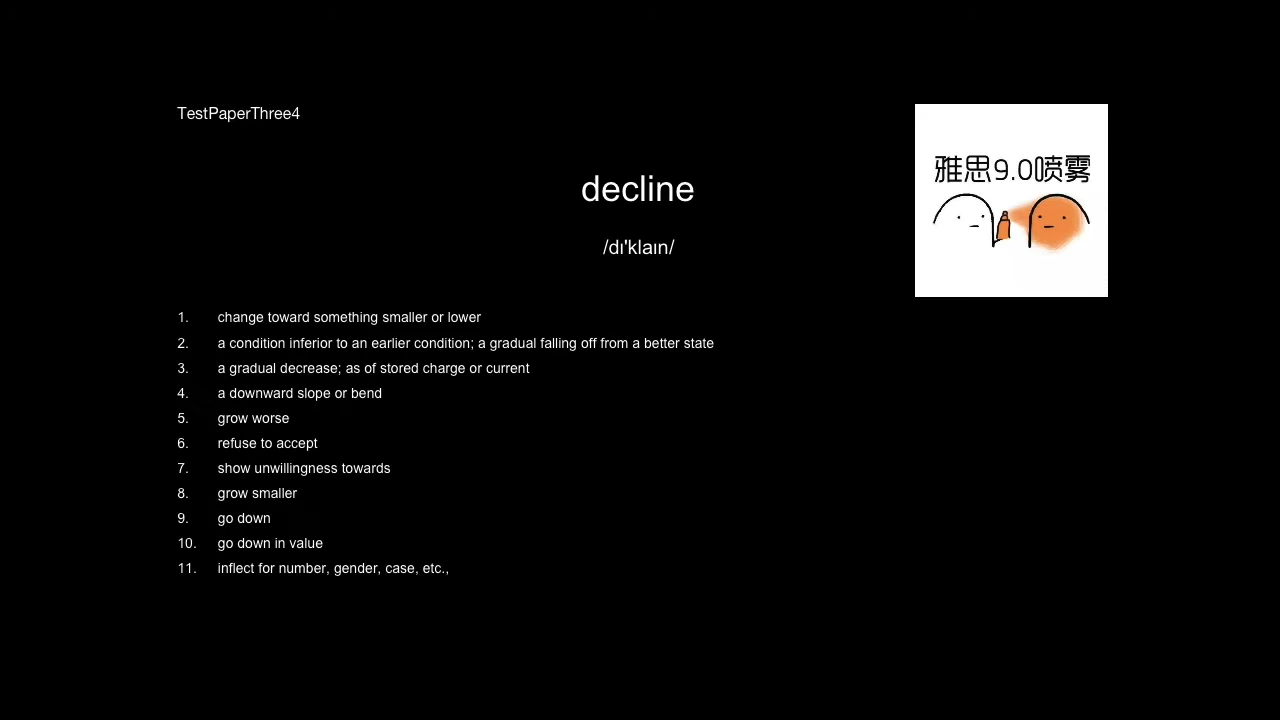 TestPaperThree4
雅思9.0喷雾
decline
/dɪ'klaɪn/
1. change toward something smaller or lower
2. a condition inferior to an earlier condition; a gradual falling off from a better state
3. a gradual decrease; as of stored charge or current
4. a downward slope or bend
5. grow worse
6. refuse to accept
7. show unwillingness towards
8. grow smaller
9. go down
10. go down in value
11. inflect for number, gender, case, etc.,